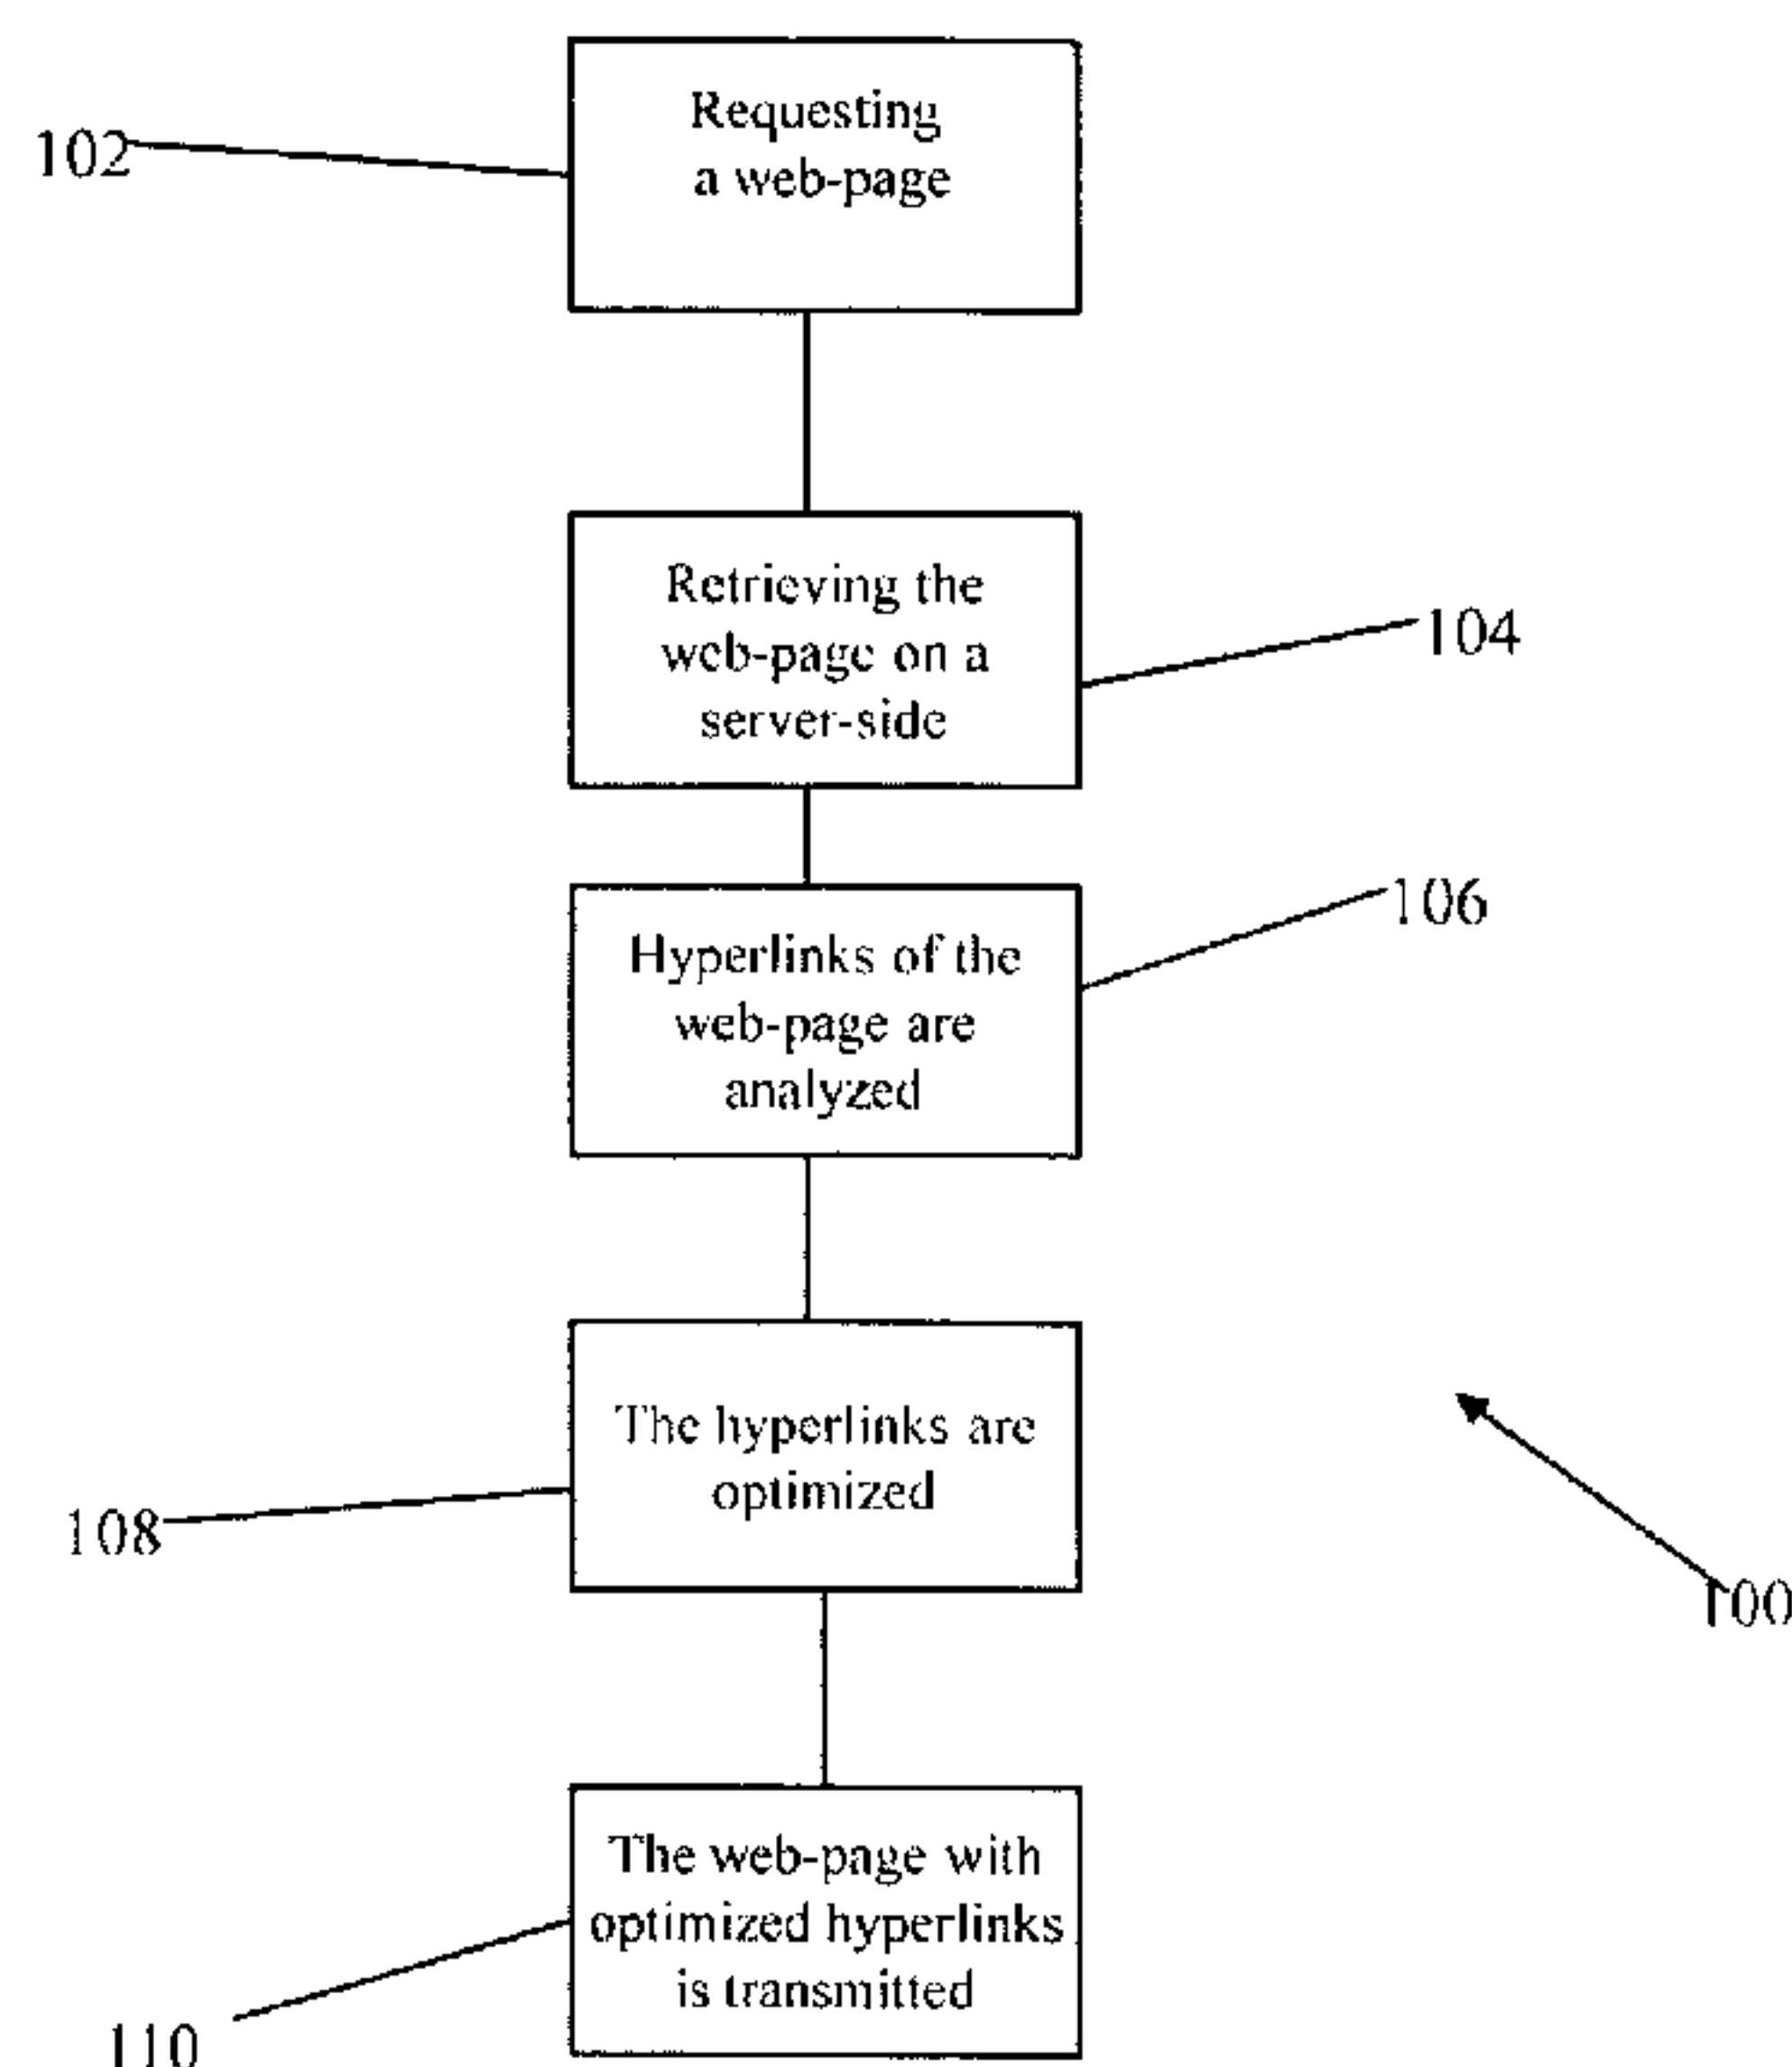 Requesting
a web-page
102
Retrieving the
web-page on a
server-side
104
106
Hyperlinks of the
web-page are
analyzed
The hyperlinks are
optimized
108
100
The web-page with
optimized hyperlinks
is transmitted
110